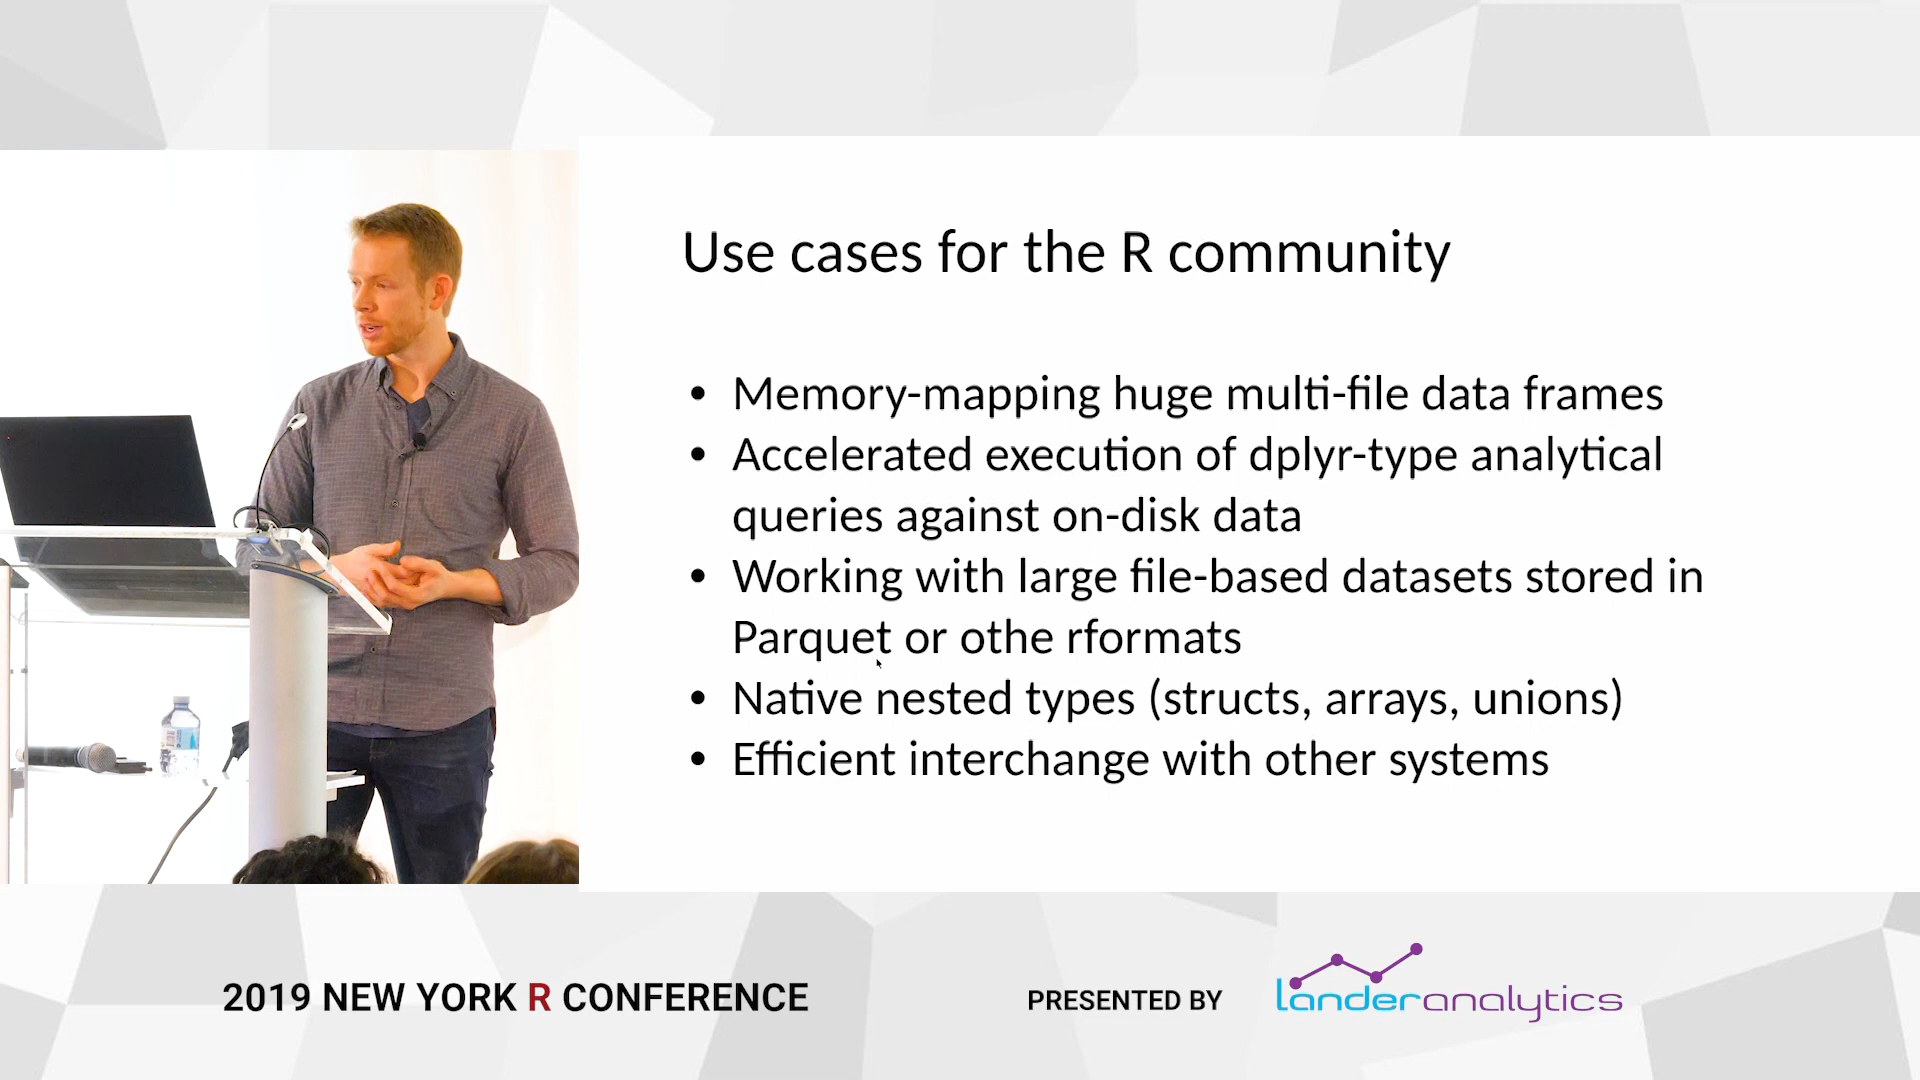 Use cases for the R community
• Memory-mapping huge multi-file data frames
• Accelerated execution of dplyr-type analytical
queries against on-disk data
• Working with large file-based datasets stored in
Parquet or othe rformats
• Native nested types (structs, arrays, unions)
• Efficient interchange with other systems
2019 NEW YORK R CONFERENCE
PRESENTED BY
landeranalytics